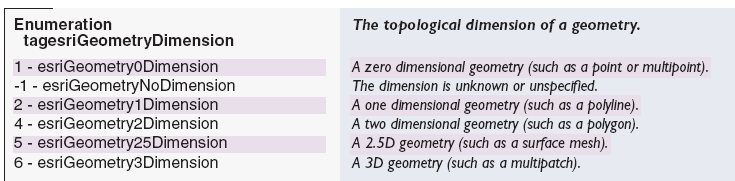 Enumeration
tagesriGeometryDimension
The topological dimension of a geometry.
1 - esriGeometry0Dimension
A zero dimensional geometry (such as a point or multipoint).
-1 - esriGeometryNoDimension
The dimension is unknown or unspecified.
2 - esriGeometry1Dimension
A one dimensional geometry (such as a polyline).
4 - esriGeometry2Dimension
A two dimensional geometry (such as a polygon).
5 - esriGeometry25Dimension
A 2.5D geometry (such as a surface mesh).
6 - esriGeometry3Dimension
A 3D geometry (such as a multipatch).